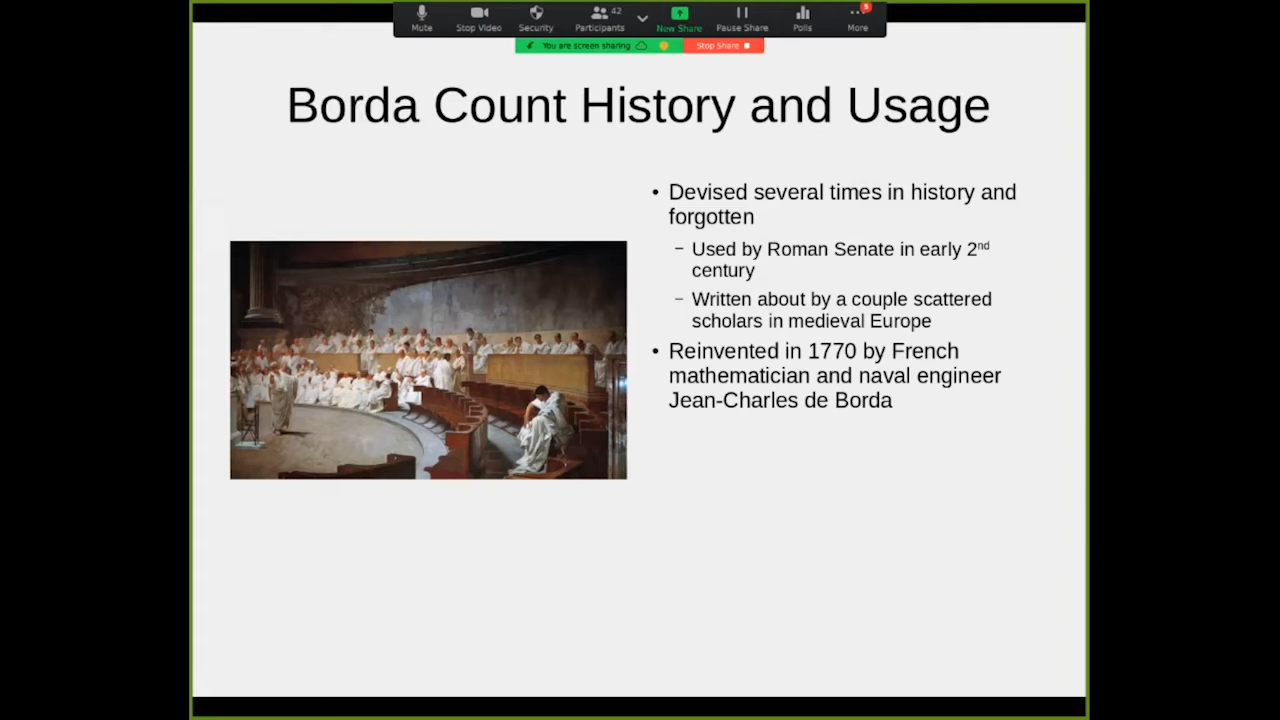 Mute
Stop Video
Security
Participants
42
New Share
Pause Share
Polls
More
You are screen sharing
Stop Share
Borda Count History and Usage
• Devised several times in history and
forgotten
– Used by Roman Senate in early 2nd
century
– Written about by a couple scattered
scholars in medieval Europe
• Reinvented in 1770 by French
mathematician and naval engineer
Jean-Charles de Borda